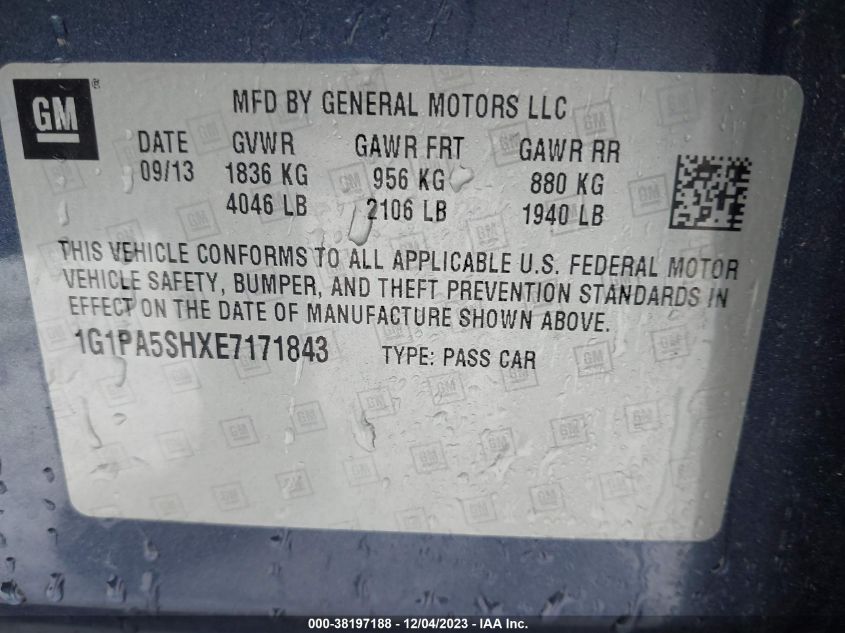 GM®
MFD BY GENERAL MOTORS LLC
DATE GVWR GAWR FRT GAWR RR
09/13 1836 KG 956 KG 880 KG
4046 LB 2106 LB 1940 LB
THIS VEHICLE CONFORMS TO ALL APPLICABLE U.S. FEDERAL MOTOR
VEHICLE SAFETY, BUMPER, AND THEFT PREVENTION STANDARDS IN
EFFECT ON THE DATE OF MANUFACTURE SHOWN ABOVE.
1G1PA5SHXE7171843 TYPE: PASS CAR
000-38197188 - 12/04/2023 - IAA Inc.